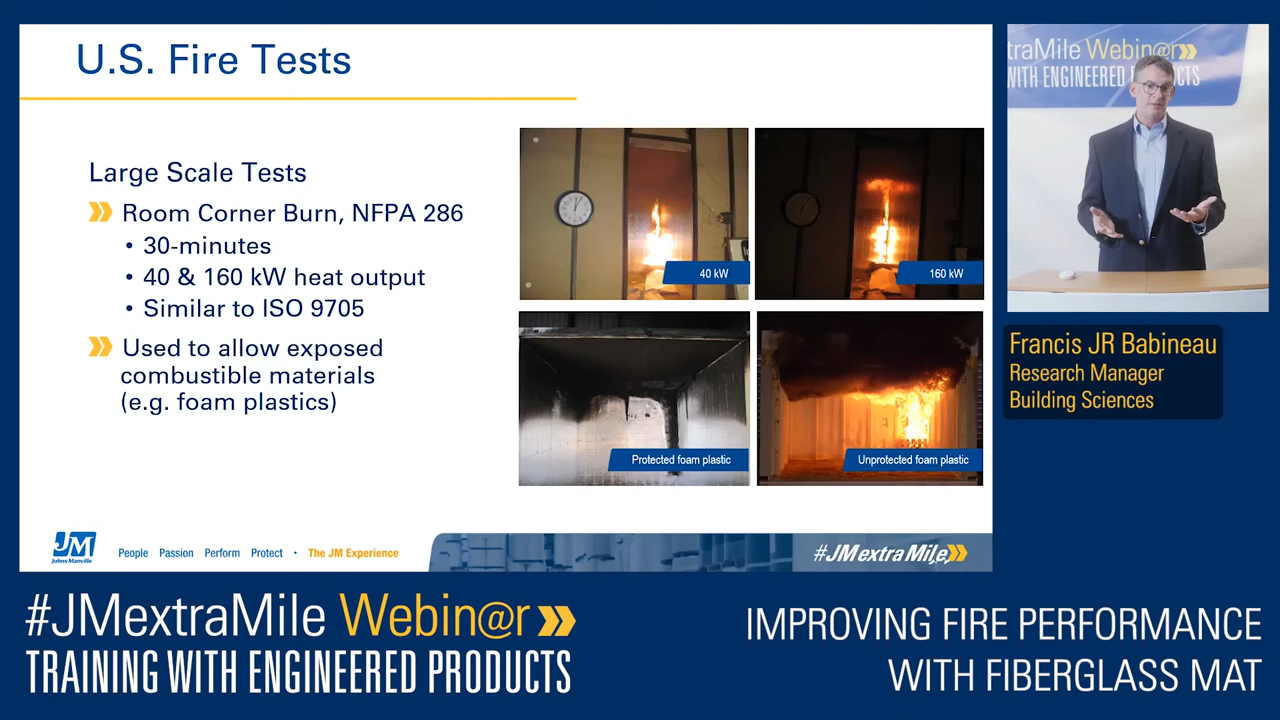 U.S. Fire Tests
Large Scale Tests
Room Corner Burn, NFPA 286
• 30-minutes
• 40 & 160 kW heat output
• Similar to ISO 9705
Used to allow exposed
combustible materials
(e.g. foam plastics)
40 kW
160 kW
Protected foam plastic
Unprotected foam plastic
JM
Johns Manville
People Passion Perform Protect • The JM Experience
#JMextraMile
traMile Webin@r
WITH ENGINEERED PRODUCTS
Francis JR Babineau
Research Manager
Building Sciences
#JMextraMile Webin@r
TRAINING WITH ENGINEERED PRODUCTS
IMPROVING FIRE PERFORMANCE
WITH FIBERGLASS MAT